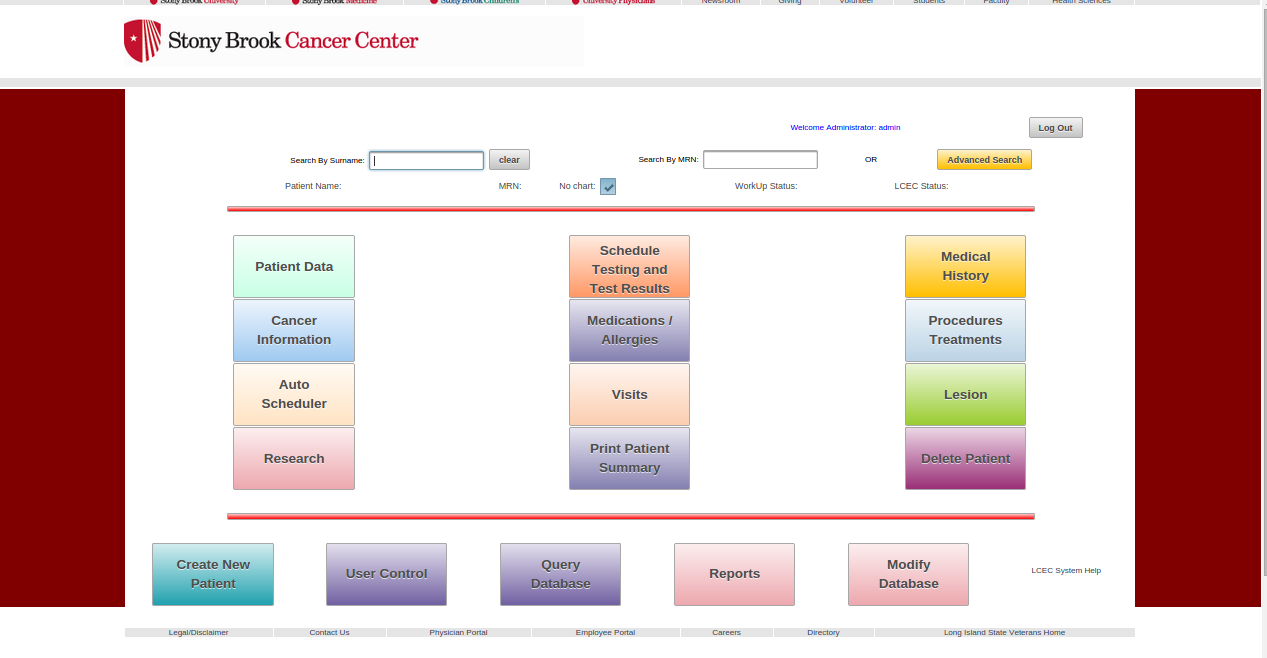 Stony Brook University Stony Brook Medicine Stony Brook Children's University Physicians Newsroom Giving Volunteer Students Faculty Health Sciences
Stony Brook Cancer Center
Welcome Administrator: admin Log Out
Search By Surname: clear Search By MRN: OR Advanced Search
Patient Name: MRN: No chart: WorkUp Status: LCEC Status:
Patient Data
Schedule
Testing and
Test Results
Medical
History
Cancer
Information
Medications /
Allergies
Procedures
Treatments
Auto
Scheduler
Visits
Lesion
Research
Print Patient
Summary
Delete Patient
Create New
Patient
User Control
Query
Database
Reports
Modify
Database
LCEC System Help
Legal/Disclaimer Contact Us Physician Portal Employee Portal Careers Directory Long Island State Veterans Home